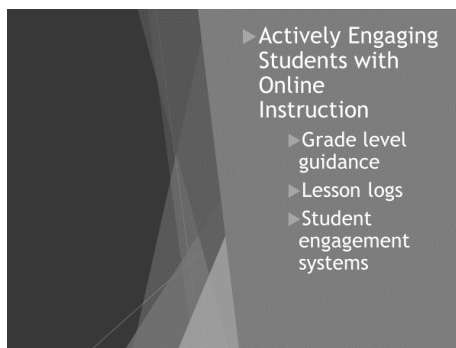 Actively Engaging
Students with
Online
Instruction
Grade level
guidance
Lesson logs
Student
engagement
systems